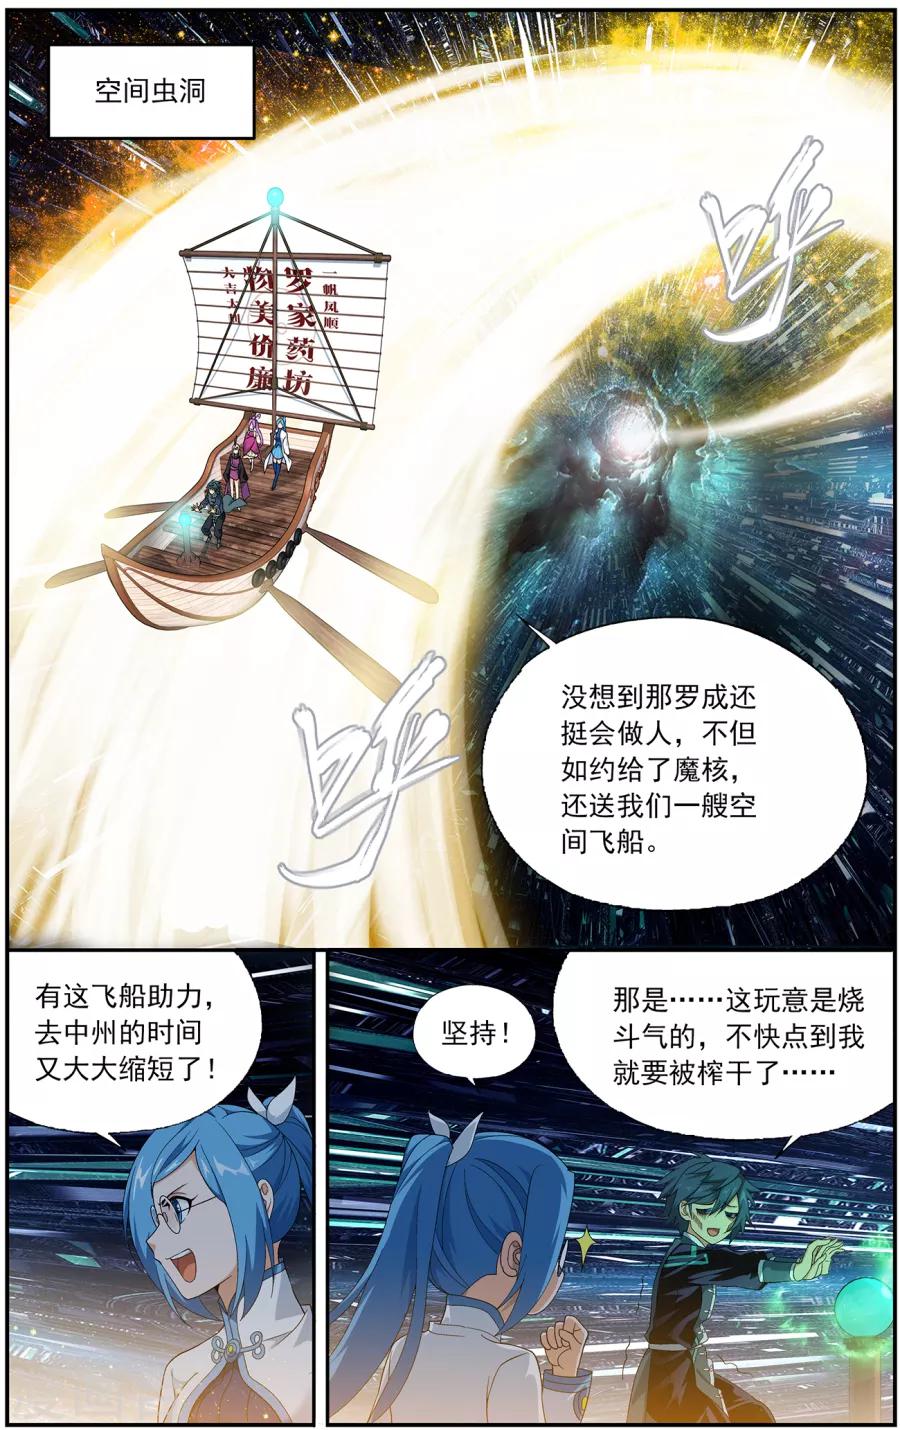 空间虫洞
呼
一帆风顺
罗家药坊
物美价廉
大吉大利
呼
没想到那罗成还
挺会做人，不但
如约给了魔核，
还送我们一艘空
间飞船。
有这飞船助力，
去中州的时间
又大大缩短了！
坚持！
那是……这玩意是烧
斗气的，不快点到我
就要被榨干了……